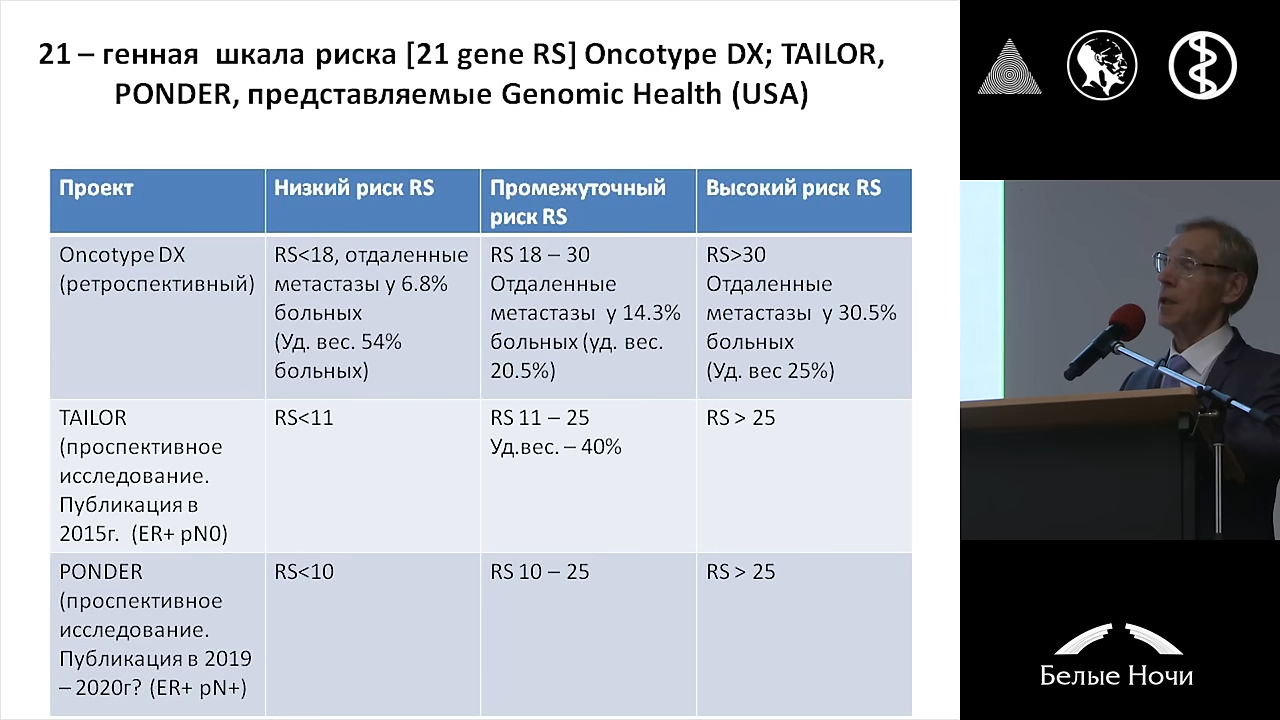 21 – генная шкала риска [21 gene RS] Oncotype DX; TAILOR,
PONDER, представляемые Genomic Health (USA)
Проект
Низкий риск RS
Промежуточный
риск RS
Высокий риск RS
Oncotype DX
(ретроспективный)
RS<18, отдаленные
метастазы у 6.8%
больных
(Уд. вес. 54%
больных)
RS 18 – 30
Отдаленные
метастазы у 14.3%
больных (уд. вес.
20.5%)
RS>30
Отдаленные
метастазы у 30.5%
больных
(Уд. вес 25%)
TAILOR
(проспективное
исследование.
Публикация в
2015г. (ER+ pN0)
RS<11
RS 11 – 25
Уд.вес. – 40%
RS > 25
PONDER
(проспективное
исследование.
Публикация в 2019
– 2020г? (ER+ pN+)
RS<10
RS 10 – 25
RS > 25
Белые Ночи